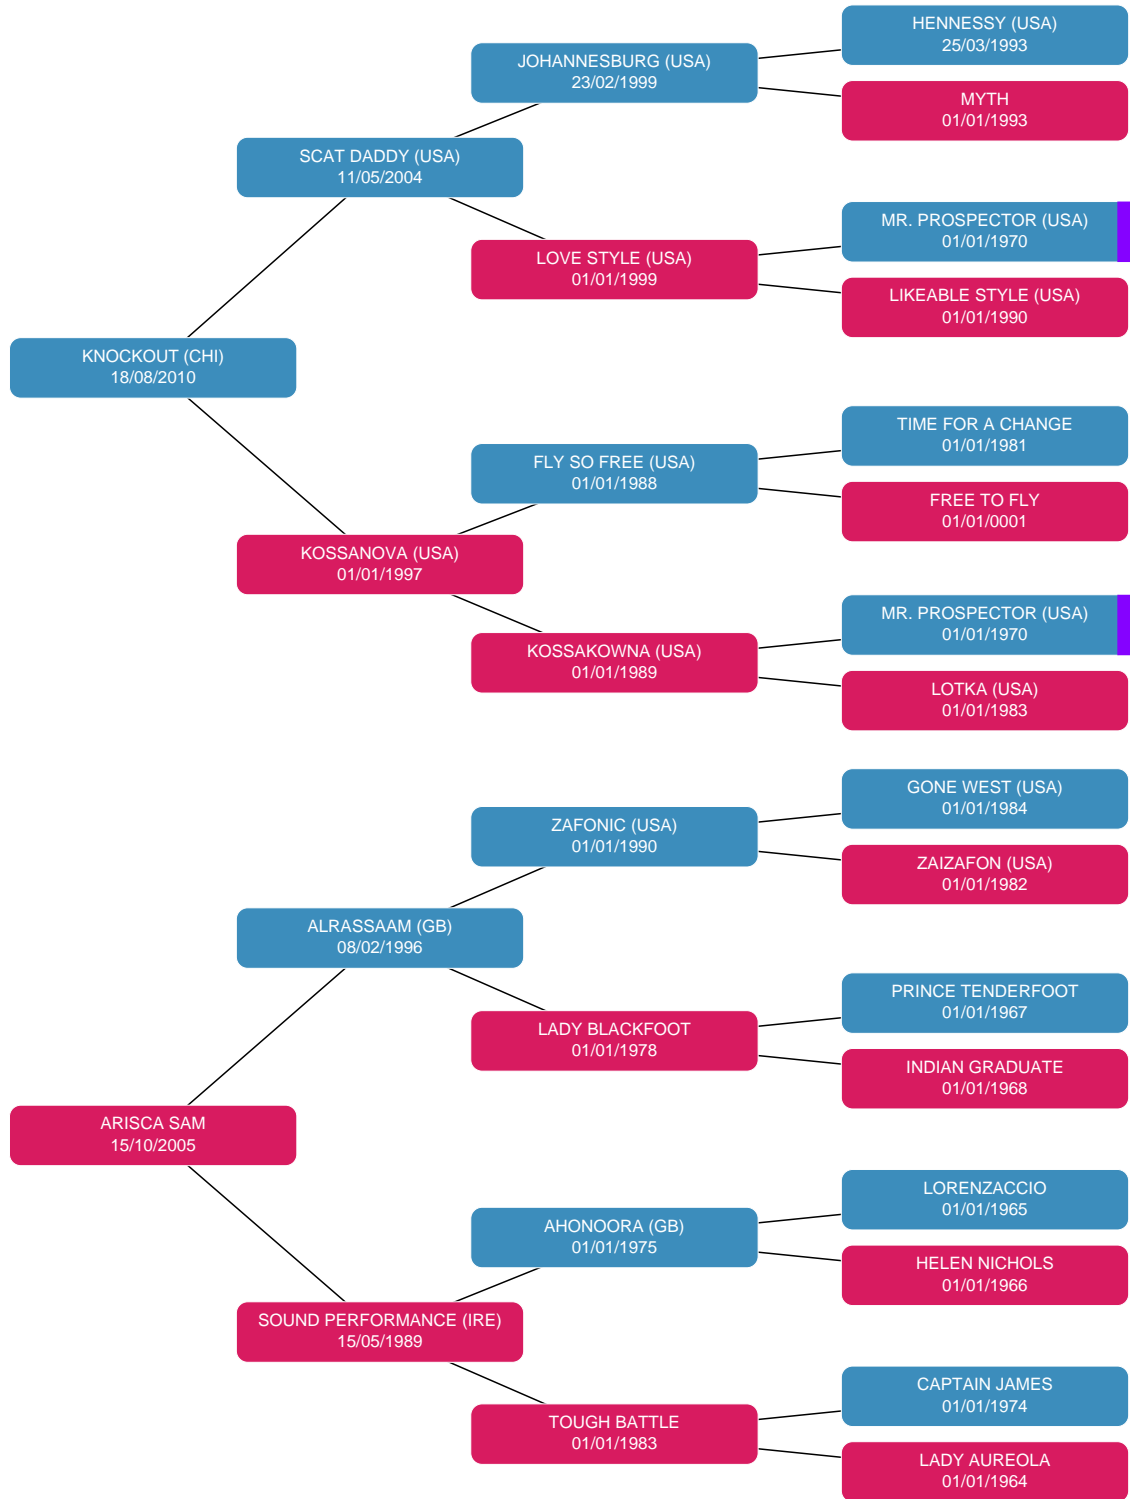 HENNESSY (USA)
25/03/1993
JOHANNESBURG (USA)
23/02/1999
MYTH
01/01/1993
SCAT DADDY (USA)
11/05/2004
MR. PROSPECTOR (USA)
01/01/1970
LOVE STYLE (USA)
01/01/1999
LIKEABLE STYLE (USA)
01/01/1990
KNOCKOUT (CHI)
18/08/2010
TIME FOR A CHANGE
01/01/1981
FLY SO FREE (USA)
01/01/1988
FREE TO FLY
01/01/0001
KOSSANOVA (USA)
01/01/1997
MR. PROSPECTOR (USA)
01/01/1970
KOSSAKOWNA (USA)
01/01/1989
LOTKA (USA)
01/01/1983
GONE WEST (USA)
01/01/1984
ZAFONIC (USA)
01/01/1990
ZAIZAFON (USA)
01/01/1982
ALRASSAAM (GB)
08/02/1996
PRINCE TENDERFOOT
01/01/1967
LADY BLACKFOOT
01/01/1978
INDIAN GRADUATE
01/01/1968
ARISCA SAM
15/10/2005
LORENZACCIO
01/01/1965
AHONOORA (GB)
01/01/1975
HELEN NICHOLS
01/01/1966
SOUND PERFORMANCE (IRE)
15/05/1989
CAPTAIN JAMES
01/01/1974
TOUGH BATTLE
01/01/1983
LADY AUREOLA
01/01/1964